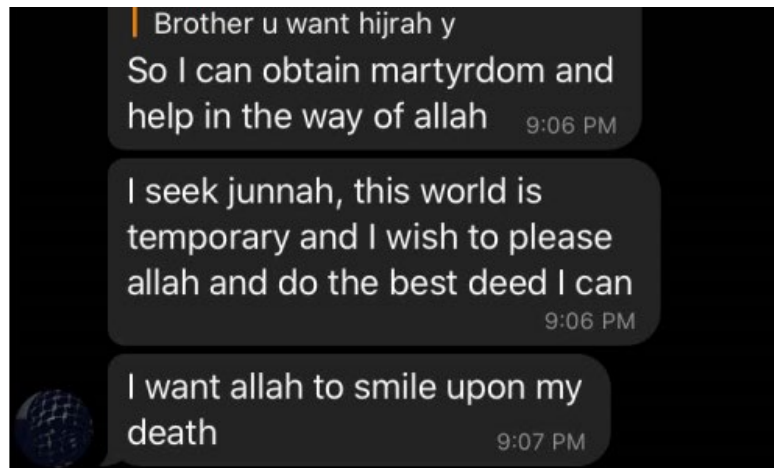 Brother u want hijrah y
So I can obtain martyrdom and
help in the way of allah 9:06 PM
I seek junnah, this world is
temporary and I wish to please
allah and do the best deed I can
9:06 PM
I want allah to smile upon my
death 9:07 PM